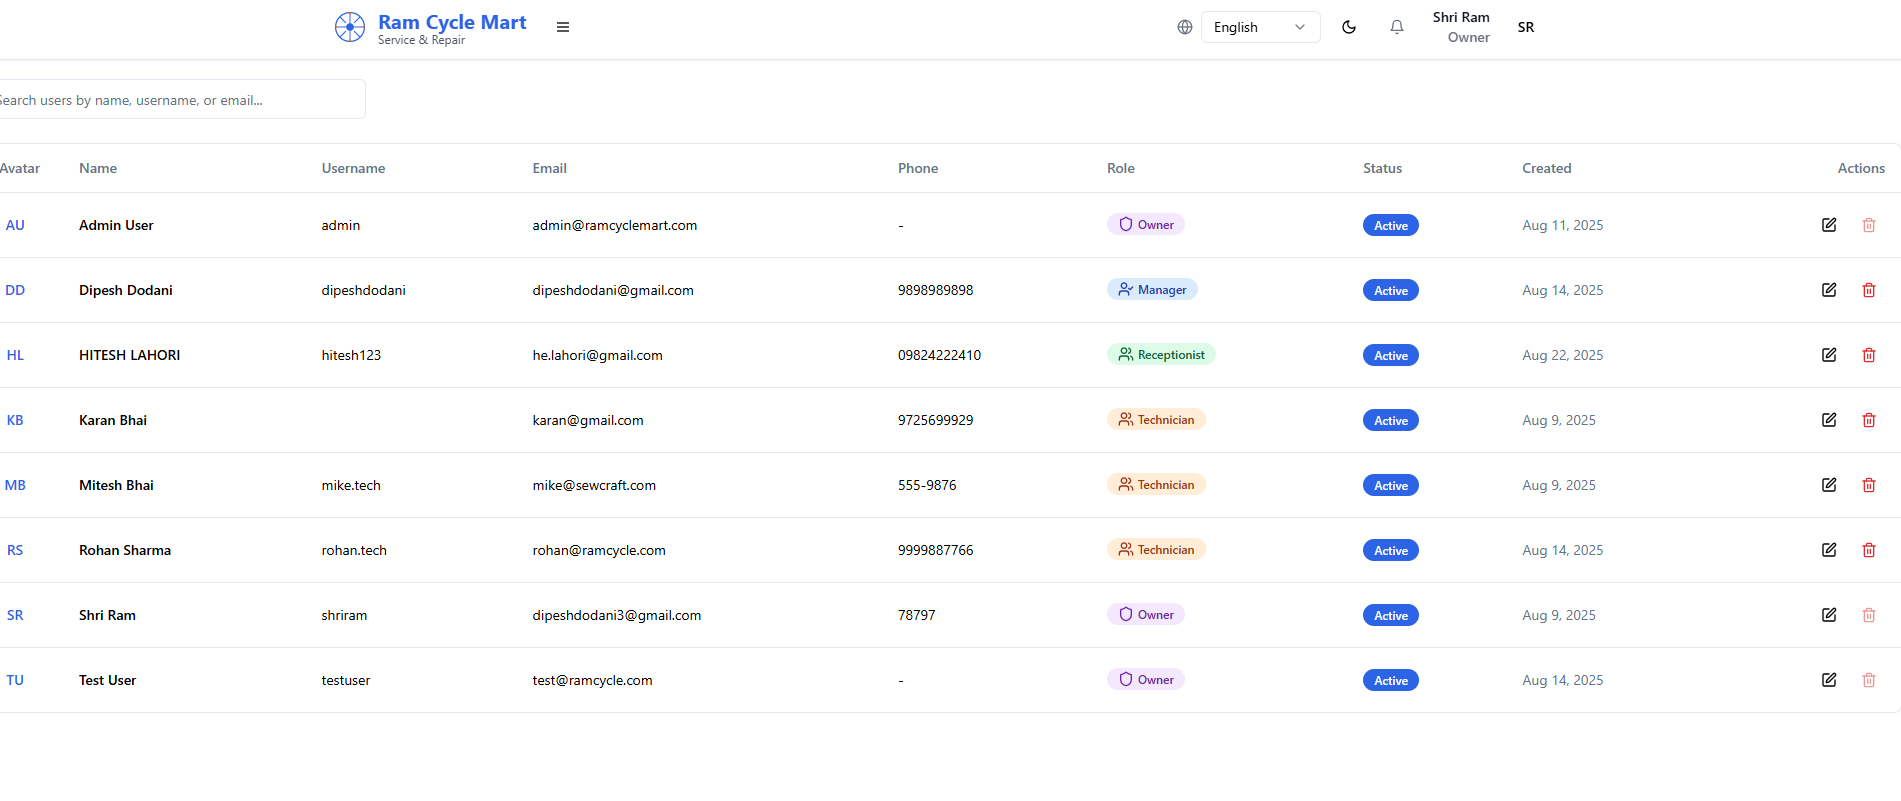 Ram Cycle Mart
Service & Repair
English
Shri Ram
Owner
SR
Search users by name, username, or email...
Avatar Name Username Email Phone Role Status Created Actions
AU Admin User admin admin@ramcyclemart.com - Owner Active Aug 11, 2025
DD Dipesh Dodani dipeshdodani dipeshdodani@gmail.com 9898989898 Manager Active Aug 14, 2025
HL HITESH LAHORI hitesh123 he.lahori@gmail.com 09824222410 Receptionist Active Aug 22, 2025
KB Karan Bhai karan@gmail.com 9725699929 Technician Active Aug 9, 2025
MB Mitesh Bhai mike.tech mike@sewcraft.com 555-9876 Technician Active Aug 9, 2025
RS Rohan Sharma rohan.tech rohan@ramcycle.com 9999887766 Technician Active Aug 14, 2025
SR Shri Ram shriram dipeshdodani3@gmail.com 78797 Owner Active Aug 9, 2025
TU Test User testuser test@ramcycle.com - Owner Active Aug 14, 2025